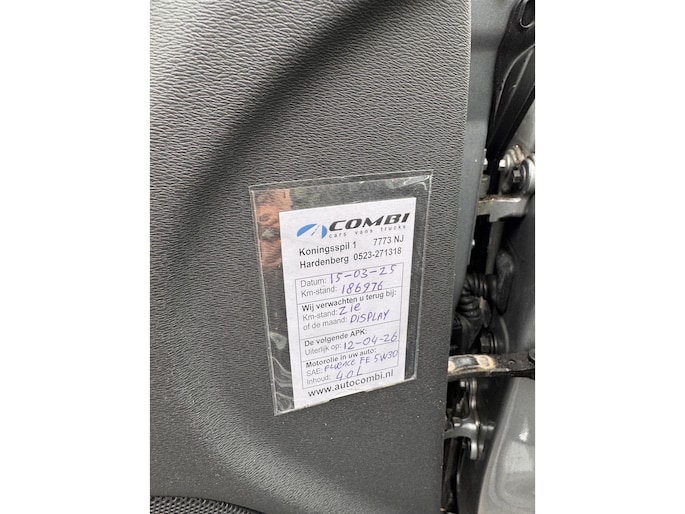 COMBI
cars vans trucks
Koningsspil 1 7773 NJ
Hardenberg 0523-271318
Datum: 15-03-25
Km-stand: 186976
Wij verwachten u terug bij:
Km-stand: Zie
of de maand: DISPLAY
De volgende APK:
Uiterlijk op: 12-04-26
Motorolie in uw auto:
SAE: FE 5W30
Inhoud: 4.0 L
www.autocombi.nl